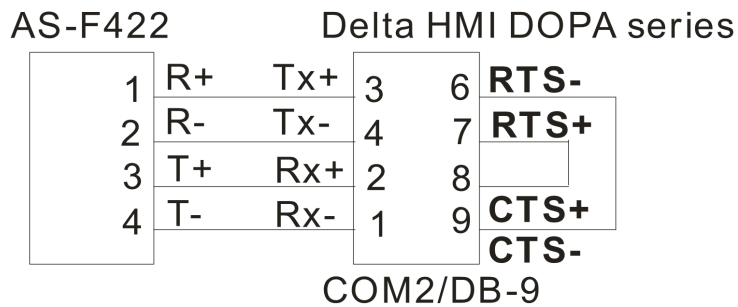 AS-F422 Delta HMI DOPA series
1 R+ Tx+ 3 6 RTS-
2 R- Tx- 4 7 RTS+
3 T+ Rx+ 2 8
4 T- Rx- 1 9 CTS+
CTS-
COM2/DB-9